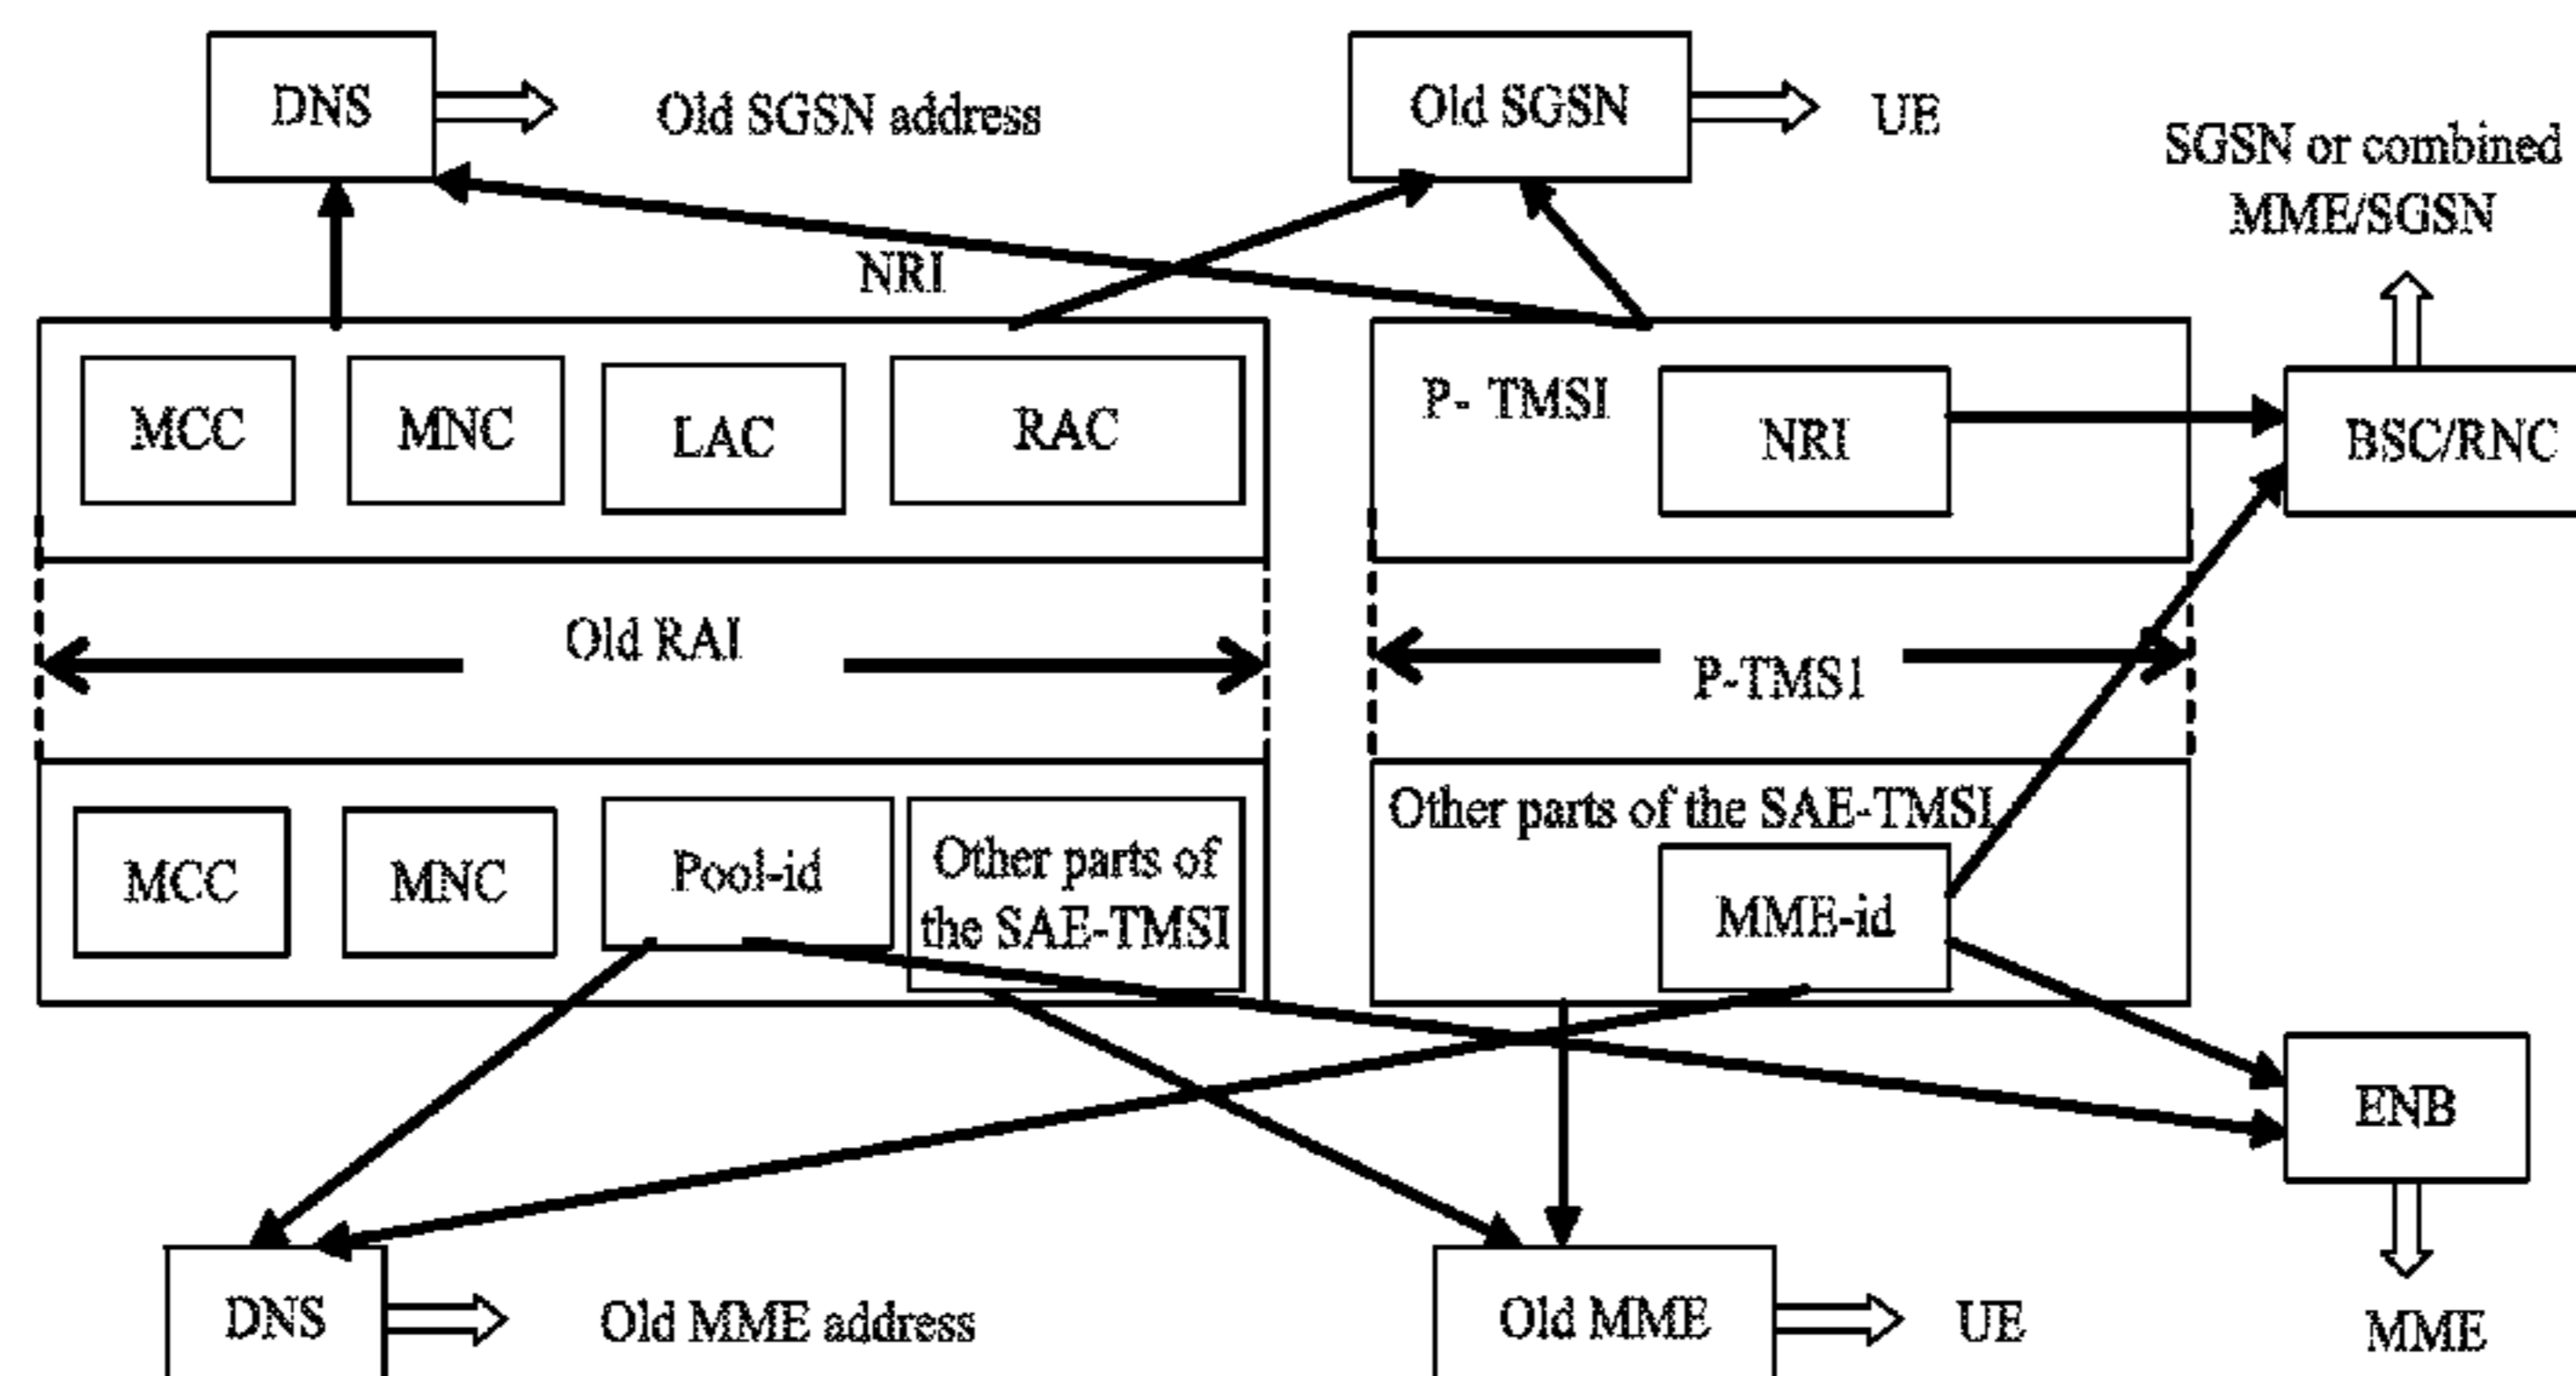 DNS
Old SGSN address
Old SGSN
UE
SGSN or combined
MME/SGSN
NRI
MCC
MNC
LAC
RAC
P- TMSI
NRI
BSC/RNC
Old RAI
P-TMS1
MCC
MNC
Pool-id
Other parts of
the SAE-TMSI
Other parts of the SAE-TMSI
MME-id
ENB
DNS
Old MME address
Old MME
UE
MME